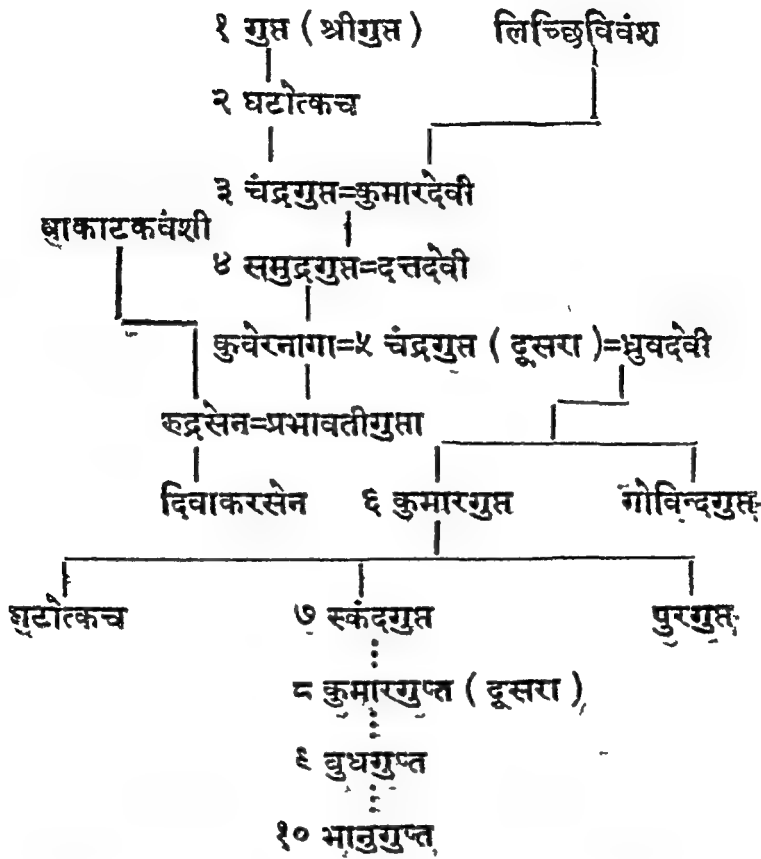 १ गुप्त ( श्रीगुप्त ) लिच्छिविवंश
२ घटोत्कच
३ चंद्रगुप्त=कुमारदेवी
वाकाटकवंशी
४ समुद्रगुप्त=दत्तदेवी
कुवेरनागा=५ चंद्रगुप्त ( दूसरा )=ध्रुवदेवी
रुद्रसेन=प्रभावतीगुप्ता
दिवाकरसेन ६ कुमारगुप्त गोविन्दगुप्त
घटोत्कच ७ स्कंदगुप्त पुरगुप्त
८ कुमारगुप्त ( दूसरा )
९ वुधगुप्त
१० भानुगुप्त